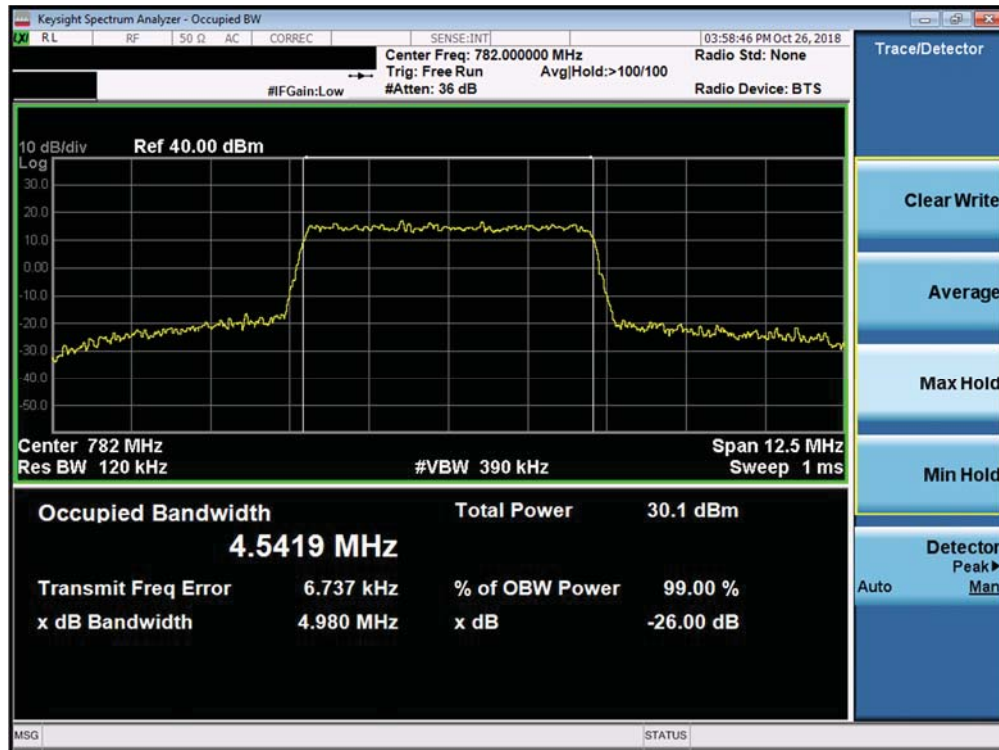 Keysight Spectrum Analyzer - Occupied BW
LXI RL RF 50 Ω AC CORREC SENSE:INT 03:58:46 PM Oct 26, 2018
Center Freq: 782.000000 MHz Radio Std: None
Trig: Free Run Avg|Hold:>100/100
#IFGain:Low #Atten: 36 dB Radio Device: BTS
10 dB/div Ref 40.00 dBm
Log
30.0
20.0
10.0
0.00
-10.0
-20.0
-30.0
-40.0
-50.0
Center 782 MHz Span 12.5 MHz
Res BW 120 kHz #VBW 390 kHz Sweep 1 ms
Occupied Bandwidth Total Power 30.1 dBm
4.5419 MHz
Transmit Freq Error 6.737 kHz % of OBW Power 99.00 %
x dB Bandwidth 4.980 MHz x dB -26.00 dB
MSG STATUS
Trace/Detector
Clear Write
Average
Max Hold
Min Hold
Detector
Peak▶
Auto Man